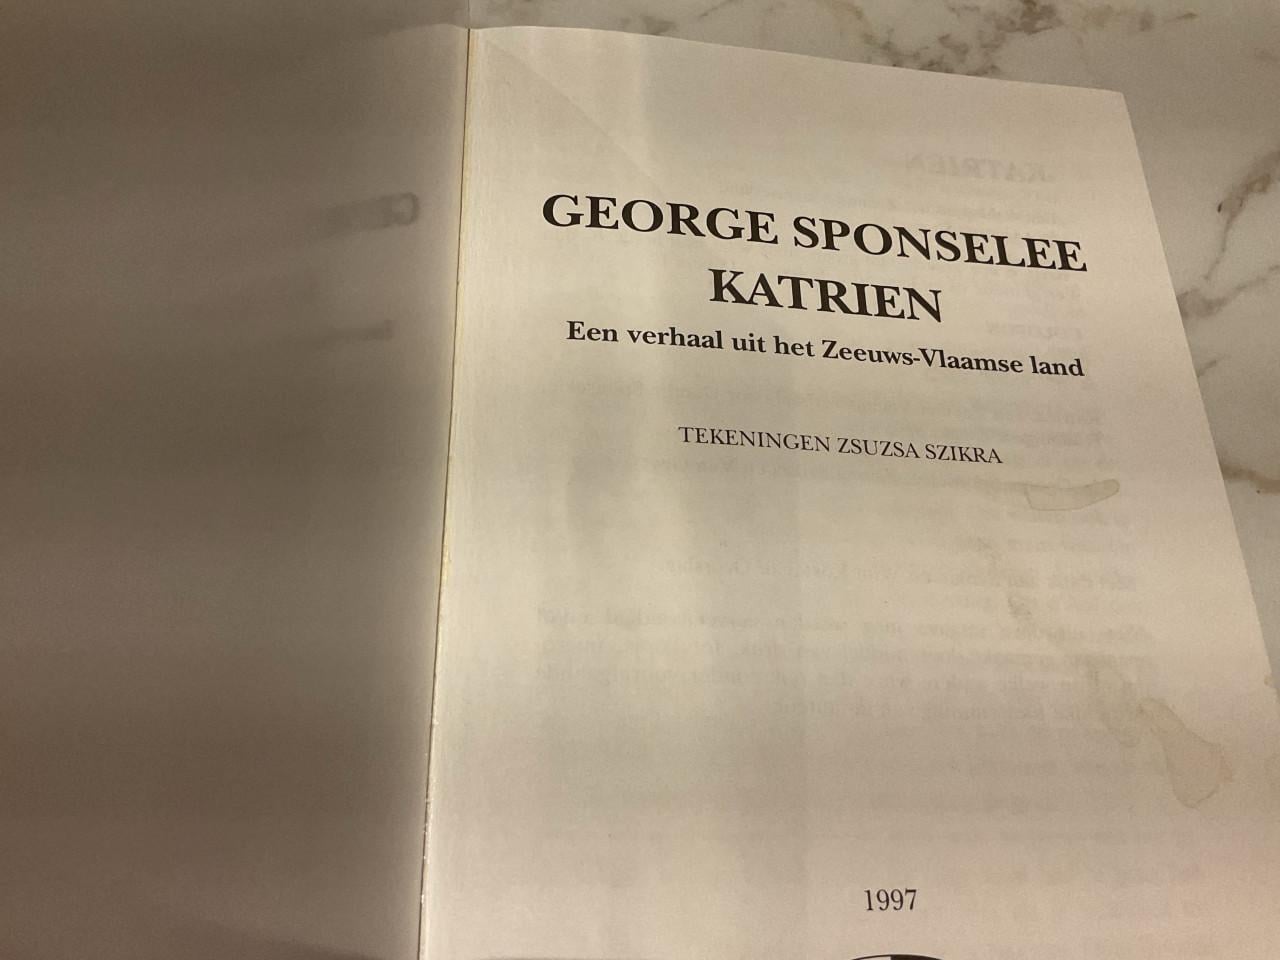 GEORGE SPONSELEE
KATRIEN
Een verhaal uit het Zeeuws-Vlaamse land
TEKENINGEN ZSUZSA SZIKRA
1997